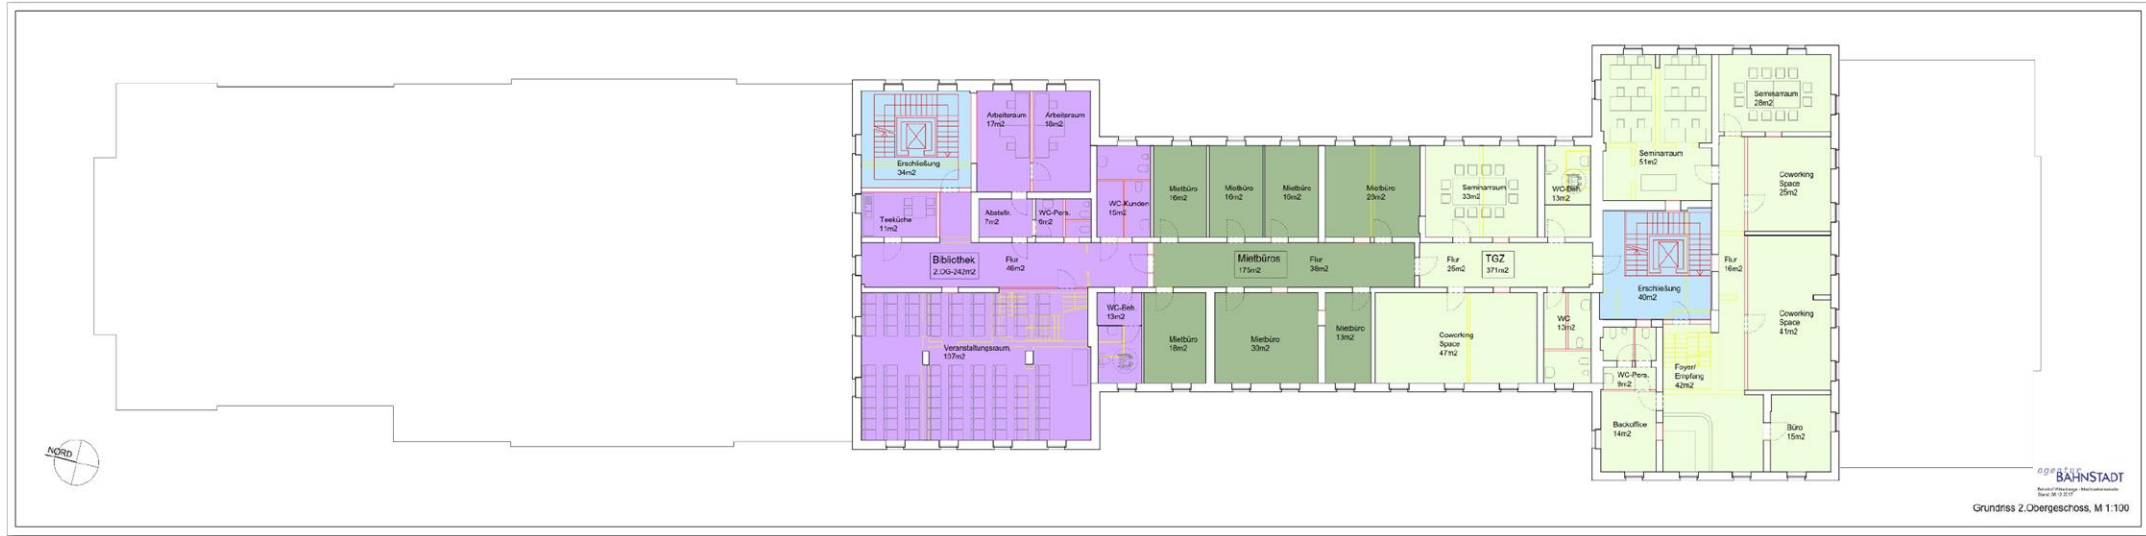 Erschließung
34m2
Arbeitsraum
17m2
Arbeitsraum
18m2
Teeküche
11m2
Abstellr.
7m2
WC-Pers.
6m2
WC-Kunden
15m2
Mietbüro
16m2
Mietbüro
16m2
Mietbüro
15m2
Mietbüro
29m2
Seminarraum
33m2
WC-Beh.
13m2
Seminarraum
51m2
Seminarraum
28m2
Coworking
Space
25m2
Bibliothek
2.OG-242m2
Flur
46m2
Mietbüros
175m2
Flur
38m2
Flur
25m2
TGZ
371m2
Erschließung
40m2
Flur
16m2
Coworking
Space
41m2
Veranstaltungsraum
107m2
WC-Beh.
13m2
Mietbüro
18m2
Mietbüro
30m2
Mietbüro
13m2
Coworking
Space
47m2
WC
13m2
WC-Pers.
9m2
Foyer/
Empfang
42m2
Backoffice
14m2
Büro
15m2
NORD
agentur
BAHNSTADT
Grundriss 2.Obergeschoss, M 1:100